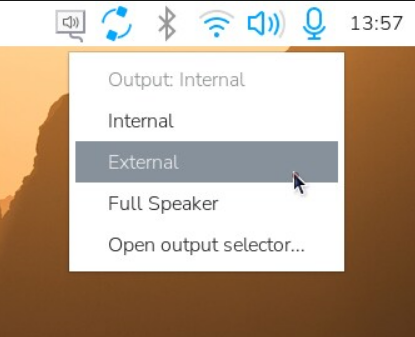 13:57
Output: Internal
Internal
External
Full Speaker
Open output selector...